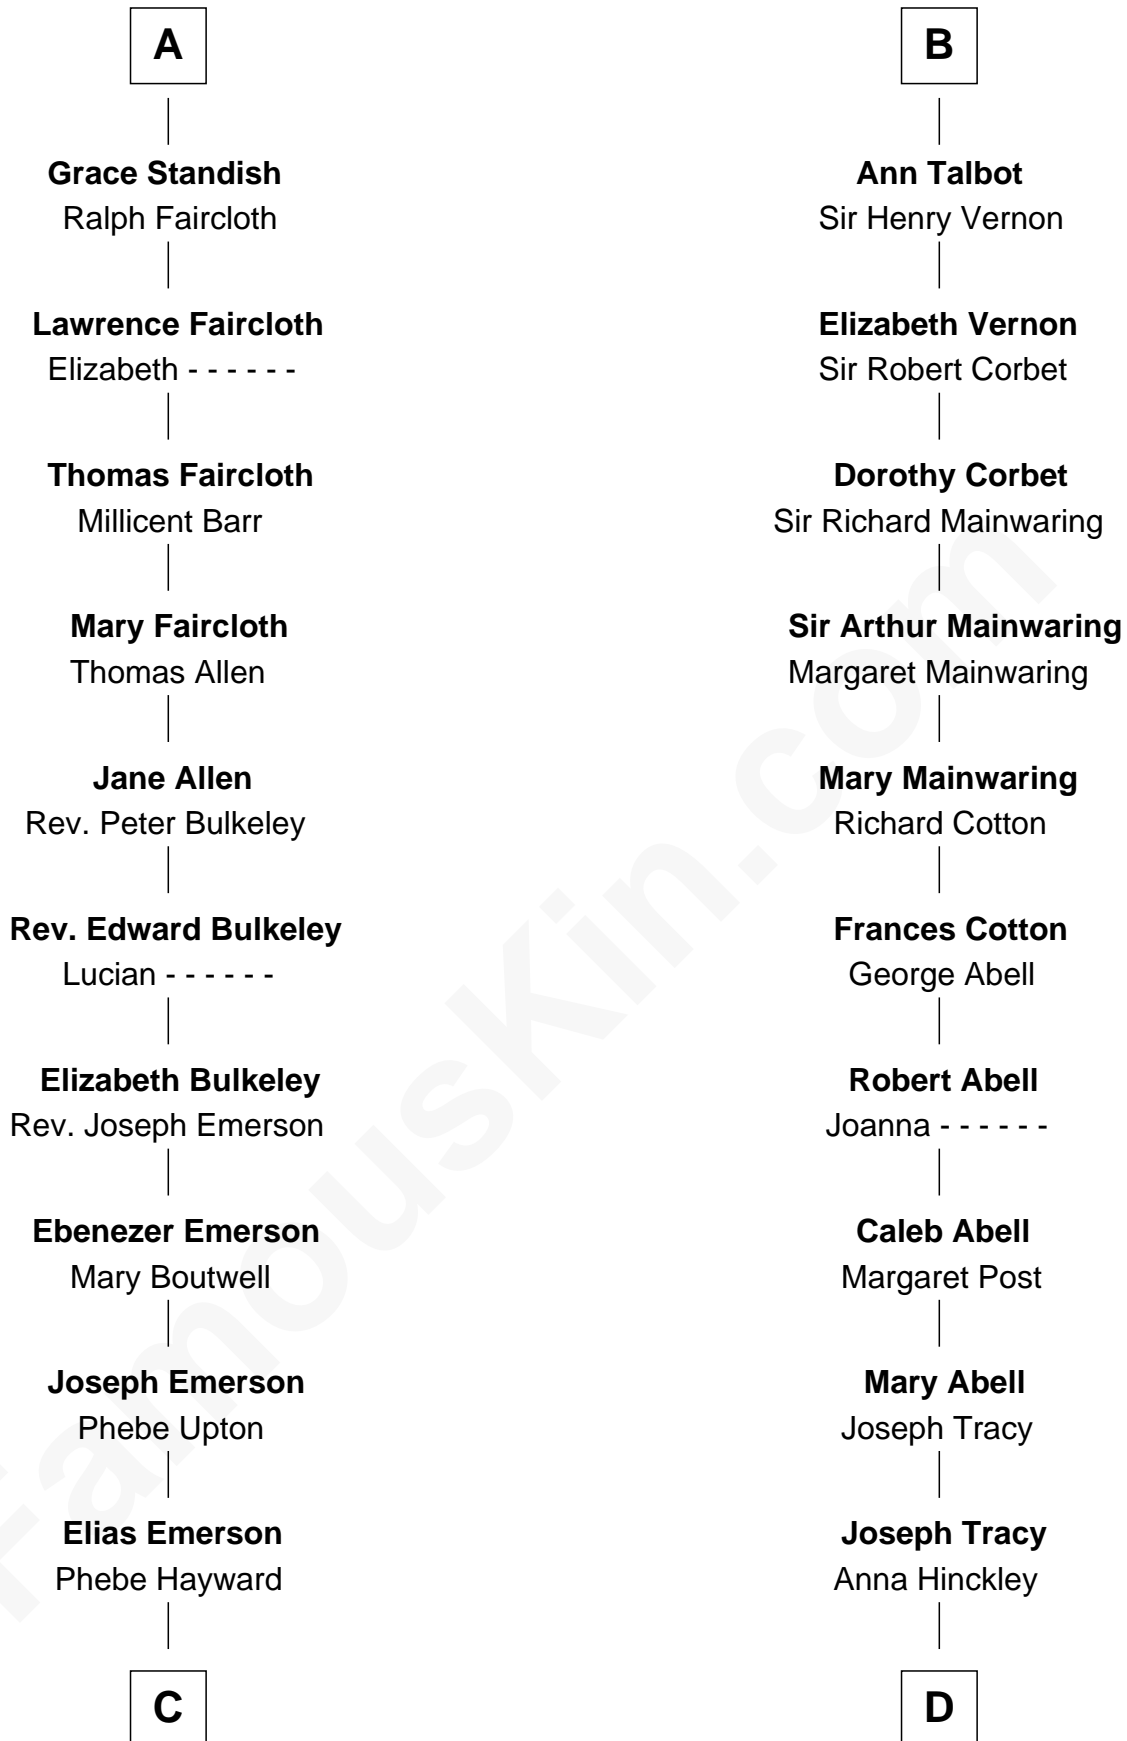 A
Grace Standish
Ralph Faircloth
Lawrence Faircloth
Elizabeth - - - - - -
Thomas Faircloth
Millicent Barr
Mary Faircloth
Thomas Allen
Jane Allen
Rev. Peter Bulkeley
Rev. Edward Bulkeley
Lucian - - - - - -
Elizabeth Bulkeley
Rev. Joseph Emerson
Ebenezer Emerson
Mary Boutwell
Joseph Emerson
Phebe Upton
Elias Emerson
Phebe Hayward
C
B
Ann Talbot
Sir Henry Vernon
Elizabeth Vernon
Sir Robert Corbet
Dorothy Corbet
Sir Richard Mainwaring
Sir Arthur Mainwaring
Margaret Mainwaring
Mary Mainwaring
Richard Cotton
Frances Cotton
George Abell
Robert Abell
Joanna - - - - - -
Caleb Abell
Margaret Post
Mary Abell
Joseph Tracy
Joseph Tracy
Anna Hinckley
D
FamousKin.com